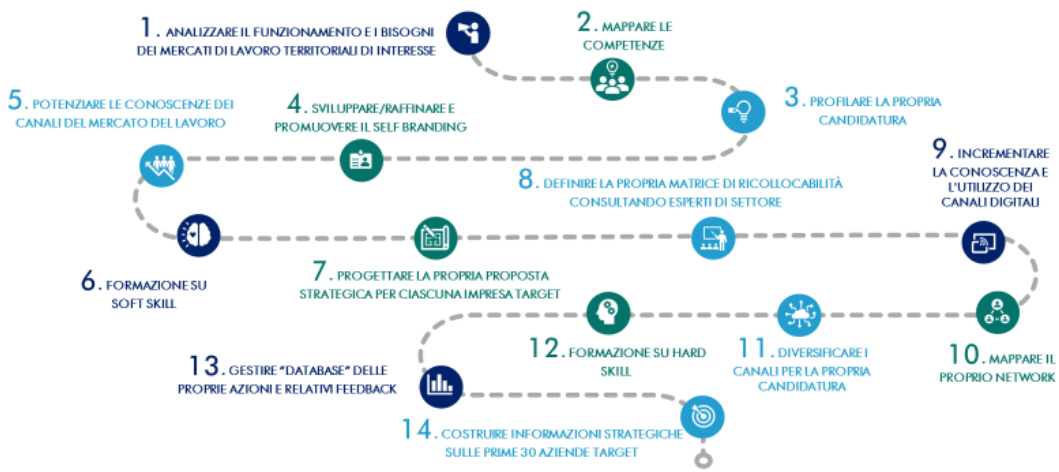 1. ANALIZZARE IL FUNZIONAMENTO E I BISOGNI
DEI MERCATI DI LAVORO TERRITORIALI DI INTERESSE
2. MAPPARE LE
COMPETENZE
3. PROFILARE LA PROPRIA
CANDIDATURA
4. SVILUPPARE/RAFFINARE E
PROMUOVERE IL SELF BRANDING
5. POTENZIARE LE CONOSCENZE DEI
CANALI DEL MERCATO DEL LAVORO
6. FORMAZIONE SU
SOFT SKILL
7. PROGETTARE LA PROPRIA PROPOSTA
STRATEGICA PER CIASCUNA IMPRESA TARGET
8. DEFINIRE LA PROPRIA MATRICE DI RICOLLOCABILITÀ
CONSULTANDO ESPERTI DI SETTORE
9. INCREMENTARE
LA CONOSCENZA E
L'UTILIZZO DEI
CANALI DIGITALI
10. MAPPARE IL
PROPRIO NETWORK
11. DIVERSIFICARE I
CANALI PER LA PROPRIA
CANDIDATURA
12. FORMAZIONE SU HARD
SKILL
13. GESTIRE "DATABASE" DELLE
PROPRIE AZIONI E RELATIVI FEEDBACK
14. COSTRUIRE INFORMAZIONI STRATEGICHE
SULLE PRIME 30 AZIENDE TARGET